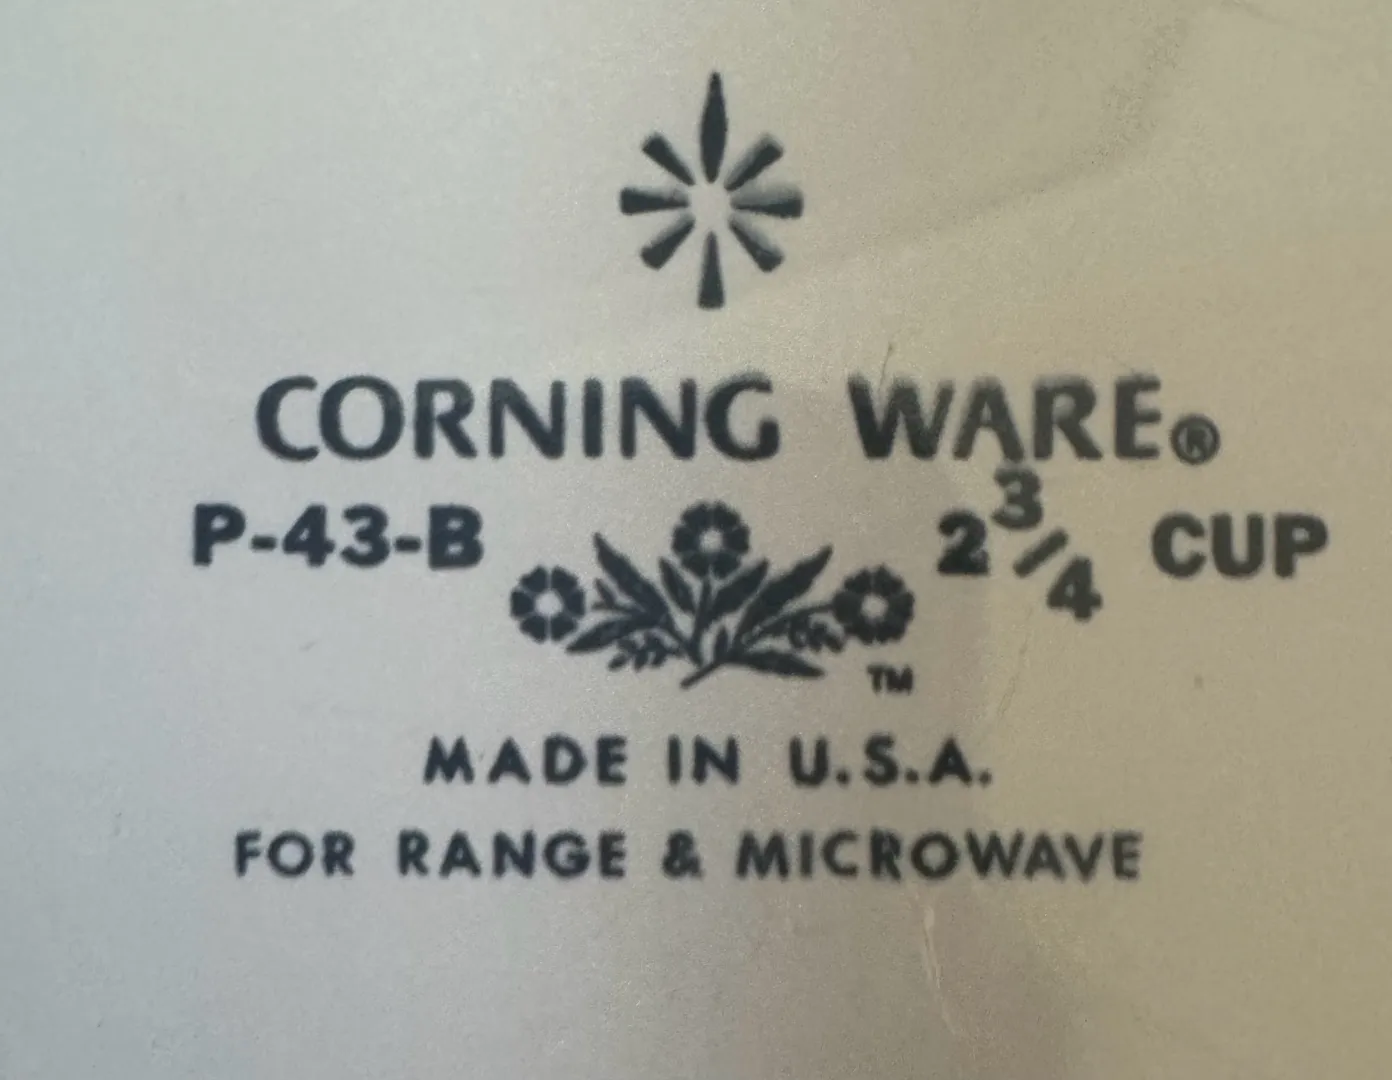 CORNING WARE®
P-43-B 2 3/4 CUP
TM
MADE IN U.S.A.
FOR RANGE & MICROWAVE